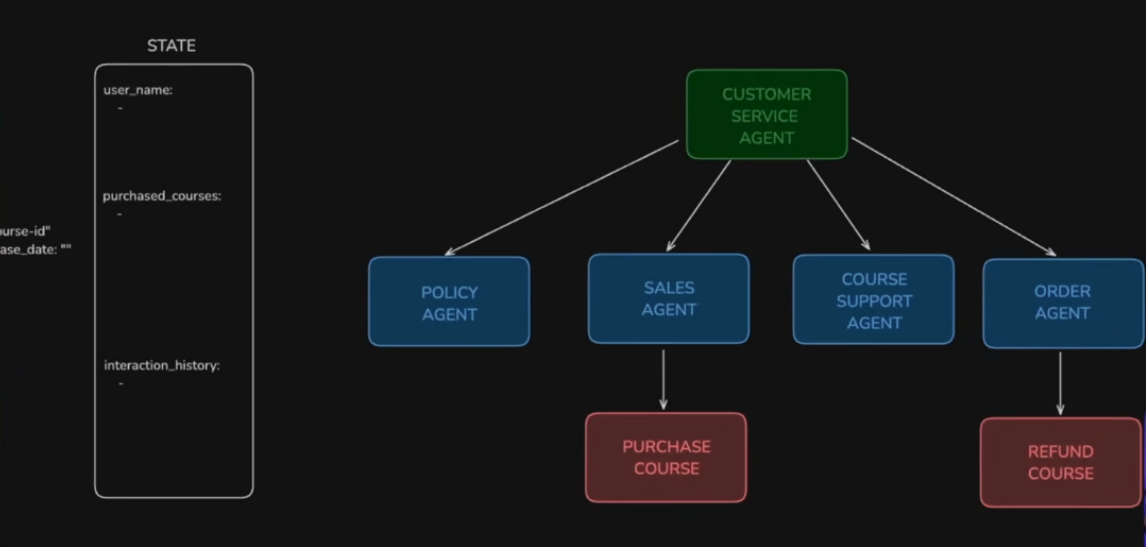 STATE
user_name:
-
purchased_courses:
-
ourse-id"
ase_date: ""
interaction_history:
-
CUSTOMER
SERVICE
AGENT
POLICY
AGENT
SALES
AGENT
COURSE
SUPPORT
AGENT
ORDER
AGENT
PURCHASE
COURSE
REFUND
COURSE